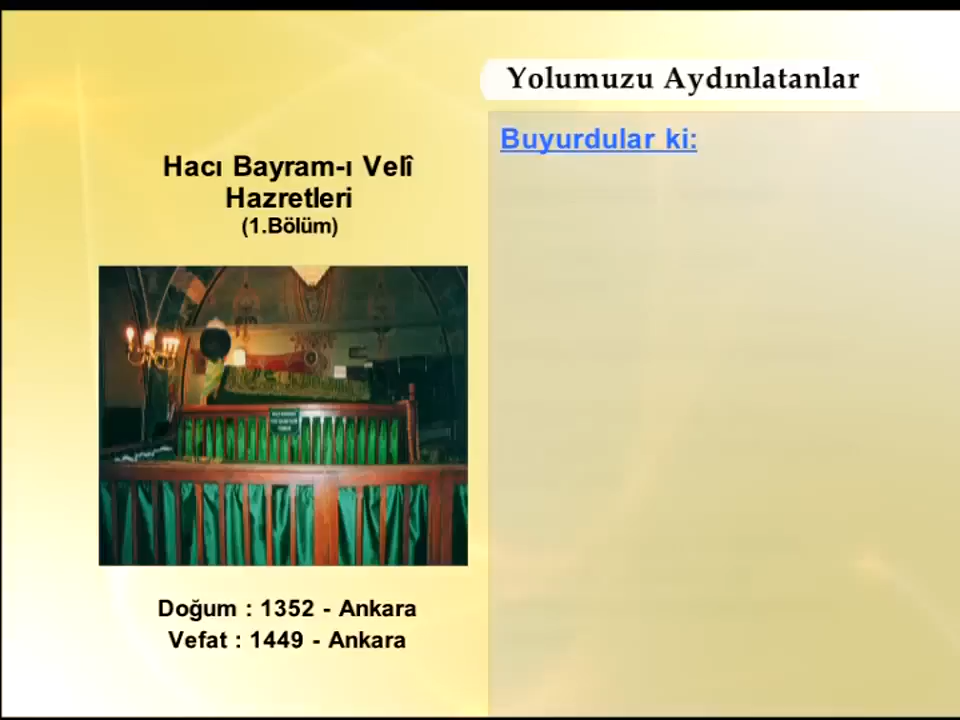 Yolumuzu Aydınlatanlar
Hacı Bayram-ı Velî
Hazretleri
(1.Bölüm)
Buyurdular ki:
Doğum : 1352 - Ankara
Vefat : 1449 - Ankara